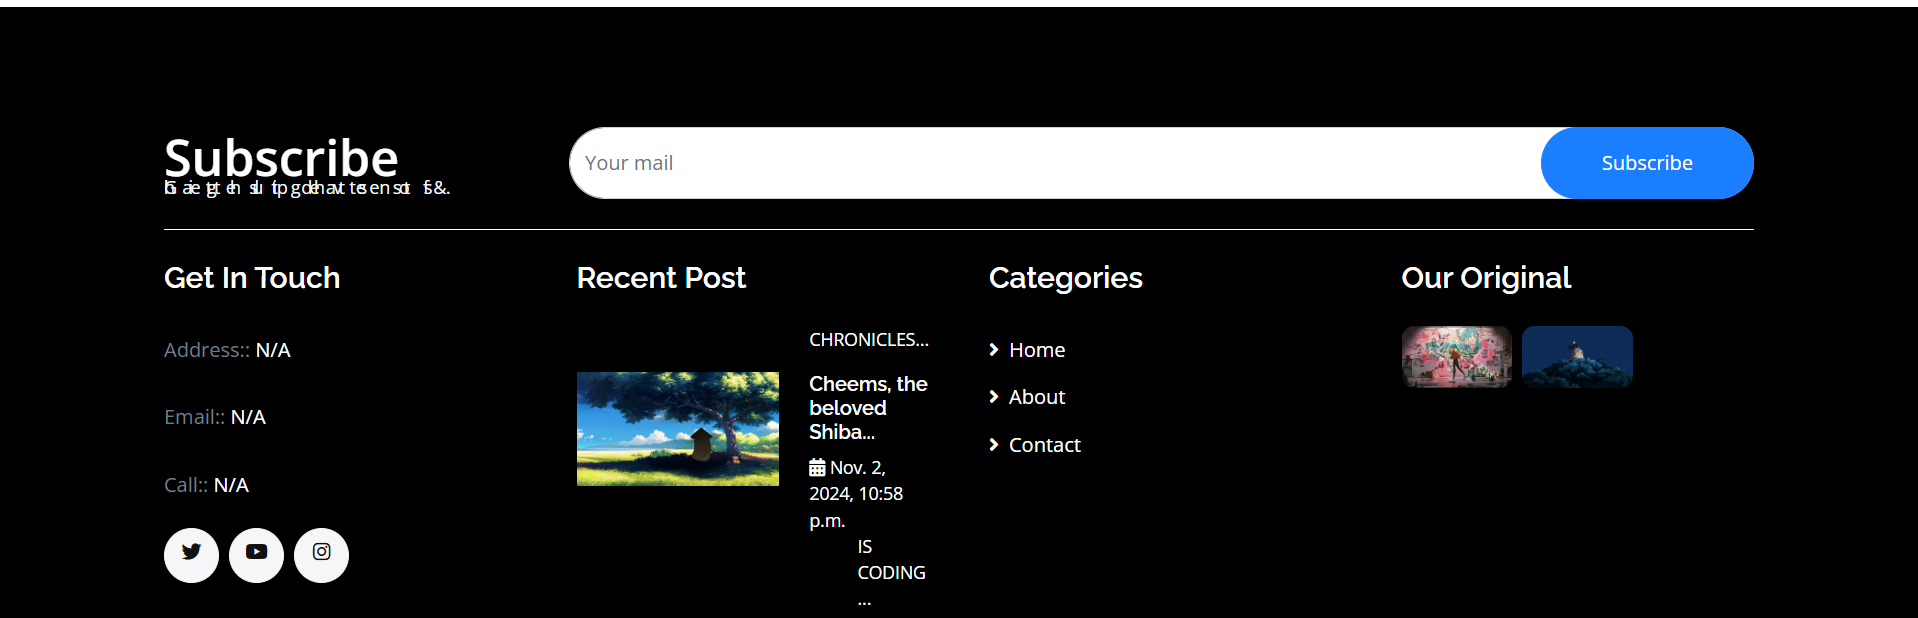 Subscribe
Your mail
Subscribe
Get In Touch
Address:: N/A
Email:: N/A
Call:: N/A
Recent Post
CHRONICLES...
Cheems, the
beloved
Shiba...
Nov. 2,
2024, 10:58
p.m.
IS
CODING
...
Categories
Home
About
Contact
Our Original